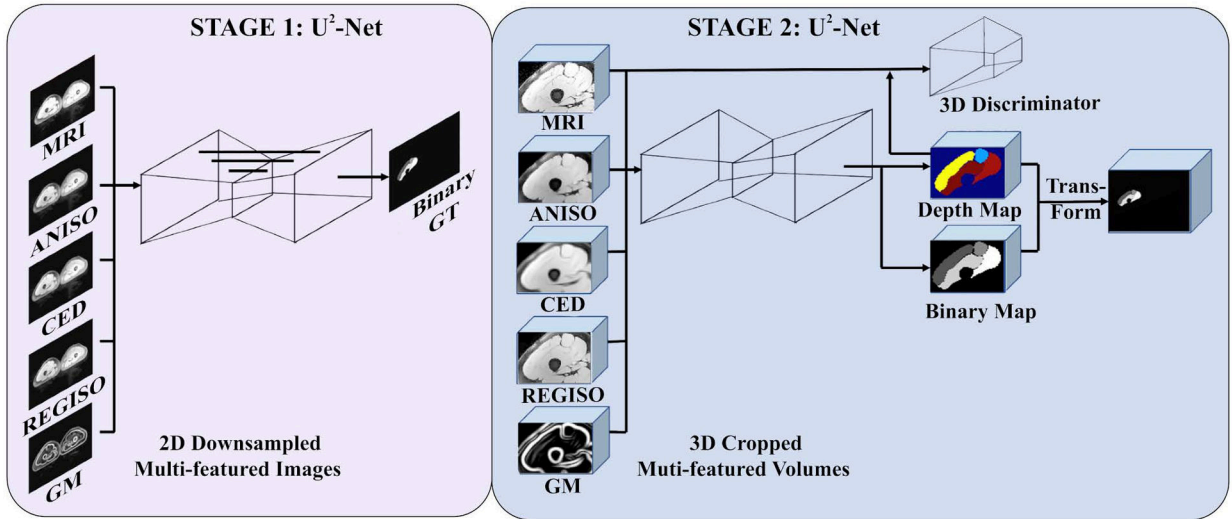 STAGE 1: U²-Net
MRI
ANISO
CED
REGISO
GM
Binary
GT
2D Downsampled
Multi-featured Images
STAGE 2: U²-Net
MRI
ANISO
CED
REGISO
GM
3D Discriminator
Depth Map
Binary Map
Trans-
Form
3D Cropped
Muti-featured Volumes